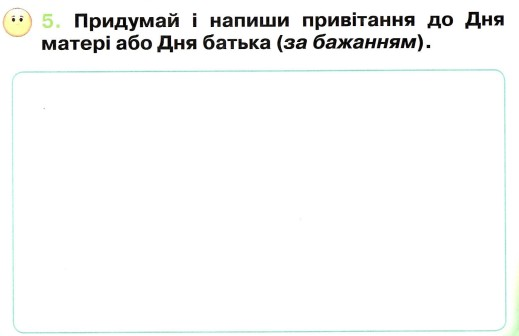 5. Придумай і напиши привітання до Дня
матері або Дня батька (за бажанням).